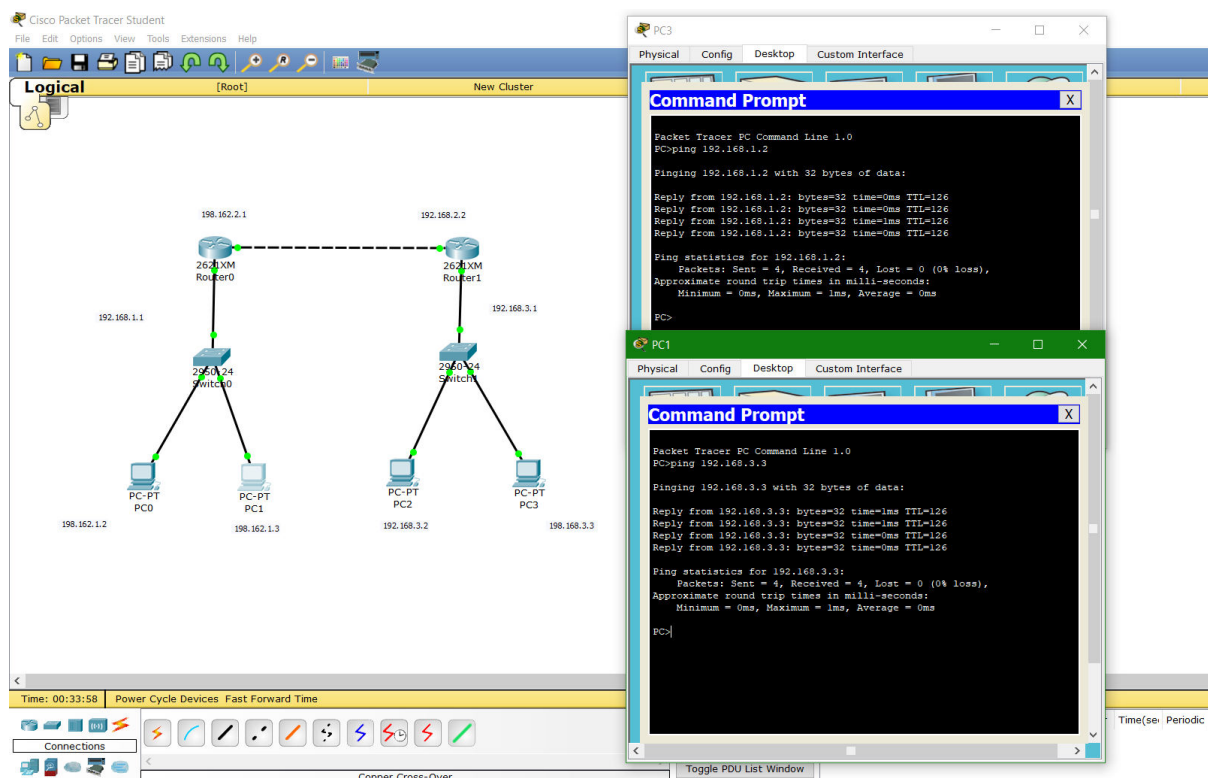 Cisco Packet Tracer Student
File Edit Options View Tools Extensions Help
Logical [Root] New Cluster
198.162.2.1
192.168.2.2
2621XM
Router0
2621XM
Router1
192.168.1.1
192.168.3.1
2950-24
Switch0
2950-24
Switch1
PC-PT
PC0
PC-PT
PC1
PC-PT
PC2
PC-PT
PC3
198.162.1.2
198.162.1.3
192.168.3.2
198.168.3.3
Time: 00:33:58 Power Cycle Devices Fast Forward Time
Connections
Copper Cross-Over
Toggle PDU List Window
Time(sec Periodic
PC3
Physical Config Desktop Custom Interface
Command Prompt X
Packet Tracer PC Command Line 1.0
PC>ping 192.168.1.2
Pinging 192.168.1.2 with 32 bytes of data:
Reply from 192.168.1.2: bytes=32 time=0ms TTL=126
Reply from 192.168.1.2: bytes=32 time=0ms TTL=126
Reply from 192.168.1.2: bytes=32 time=1ms TTL=126
Reply from 192.168.1.2: bytes=32 time=0ms TTL=126
Ping statistics for 192.168.1.2:
Packets: Sent = 4, Received = 4, Lost = 0 (0% loss),
Approximate round trip times in milli-seconds:
Minimum = 0ms, Maximum = 1ms, Average = 0ms
PC>
PC1
Physical Config Desktop Custom Interface
Command Prompt X
Packet Tracer PC Command Line 1.0
PC>ping 192.168.3.3
Pinging 192.168.3.3 with 32 bytes of data:
Reply from 192.168.3.3: bytes=32 time=1ms TTL=126
Reply from 192.168.3.3: bytes=32 time=1ms TTL=126
Reply from 192.168.3.3: bytes=32 time=0ms TTL=126
Reply from 192.168.3.3: bytes=32 time=0ms TTL=126
Ping statistics for 192.168.3.3:
Packets: Sent = 4, Received = 4, Lost = 0 (0% loss),
Approximate round trip times in milli-seconds:
Minimum = 0ms, Maximum = 1ms, Average = 0ms
PC>